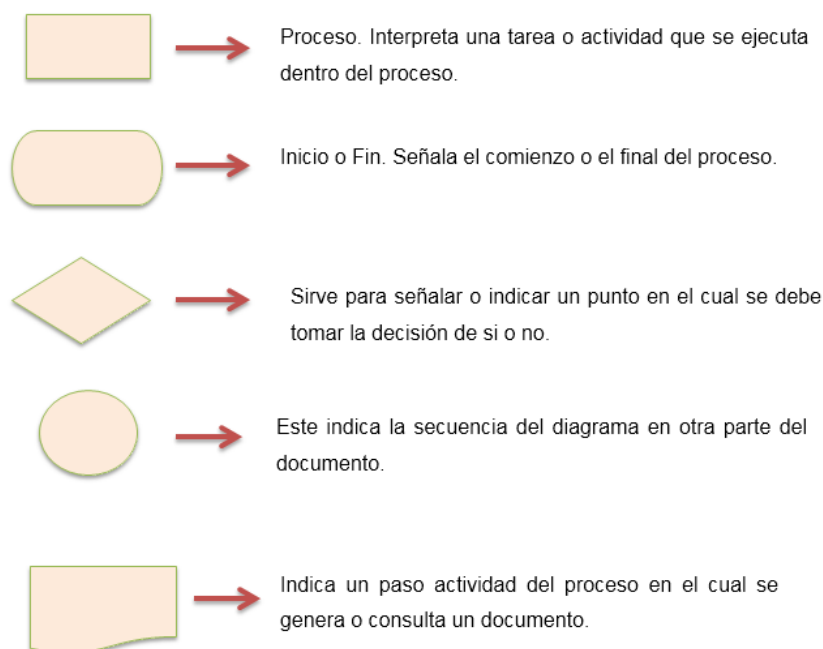 Proceso. Interpreta una tarea o actividad que se ejecuta
dentro del proceso.
Inicio o Fin. Señala el comienzo o el final del proceso.
Sirve para señalar o indicar un punto en el cual se debe
tomar la decisión de si o no.
Este indica la secuencia del diagrama en otra parte del
documento.
Indica un paso actividad del proceso en el cual se
genera o consulta un documento.